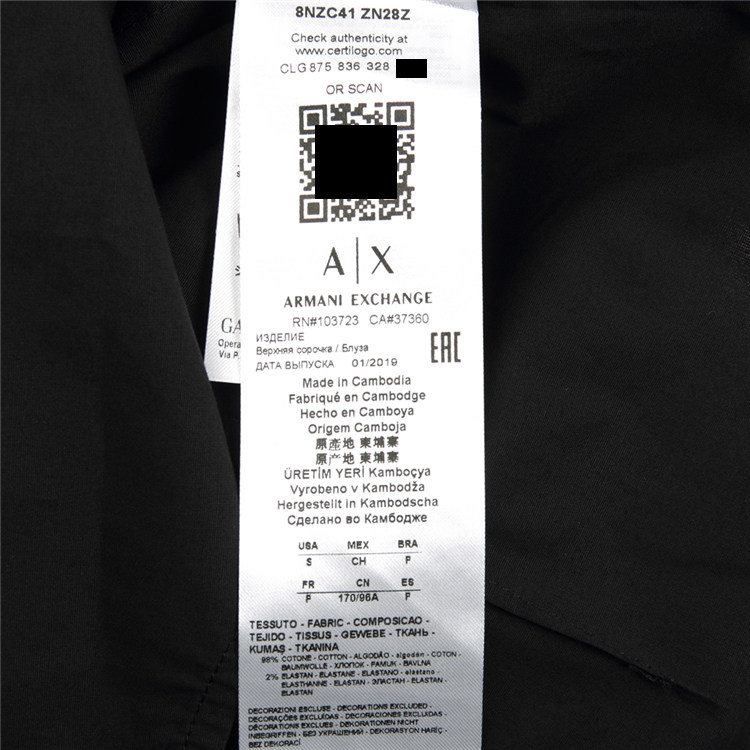 8NZC41 ZN28Z
Check authenticity at
www.certilogo.com
CLG 875 836 328
OR SCAN
A|X
ARMANI EXCHANGE
RN#103723 CA#37360
ИЗДЕЛИЕ
Верхняя сорочка / Блуза
ДАТА ВЫПУСКА 01/2019
EAC
GA
Opera
Via P.
Made in Cambodia
Fabriqué en Cambodge
Hecho en Camboya
Origem Camboja
原產地 柬埔寨
原产地 柬埔寨
ÜRETİM YERİ Kamboçya
Vyrobeno v Kambodža
Hergestellt in Kambodscha
Сделано во Камбодже
USA MEX BRA
S CH P
FR CN ES
P 170/96A P
TESSUTO - FABRIC - COMPOSICAO -
TEJIDO - TISSUS - GEWEBE - ТКАНЬ -
KUMAŞ - TKANINA
98% COTONE - COTTON - ALGODÃO - algodón - COTON -
BAUMWOLLE - ХЛОПОК - PAMUK - BAVLNA
2% ELASTAN - ELASTANE - ELASTANO - elastano -
ELASTHANNE - ELASTAN - ЭЛАСТАН - ELASTAN -
ELASTAN
DECORAZIONI ESCLUSE - DECORATIONS EXCLUDED -
DECORAÇÕES EXCLUÍDAS - DECORACIONES EXCLUIDAS -
DÉCORATIONS EXCLUES - DEKORATIONEN NICHT
INBEGRIFFEN - БЕЗ УКРАШЕНИЙ - DEKORASYON HARİÇ -
BEZ DEKORACÍ